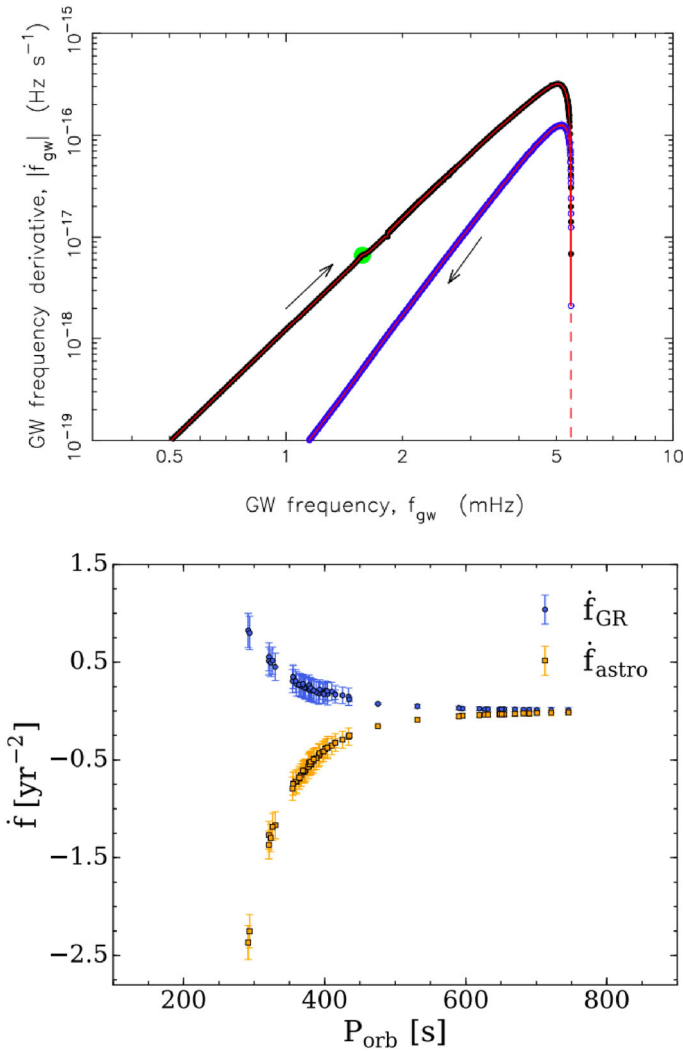 10⁻¹⁵
10⁻¹⁶
10⁻¹⁷
10⁻¹⁸
10⁻¹⁹
GW frequency derivative, |ḟgw| (Hz s⁻¹)
0.5 1 2 5 10
GW frequency, fgw (mHz)
1.5
0.5
−0.5
−1.5
−2.5
ḟ [yr⁻²]
ḟGR
ḟastro
200 400 600 800
Porb [s]